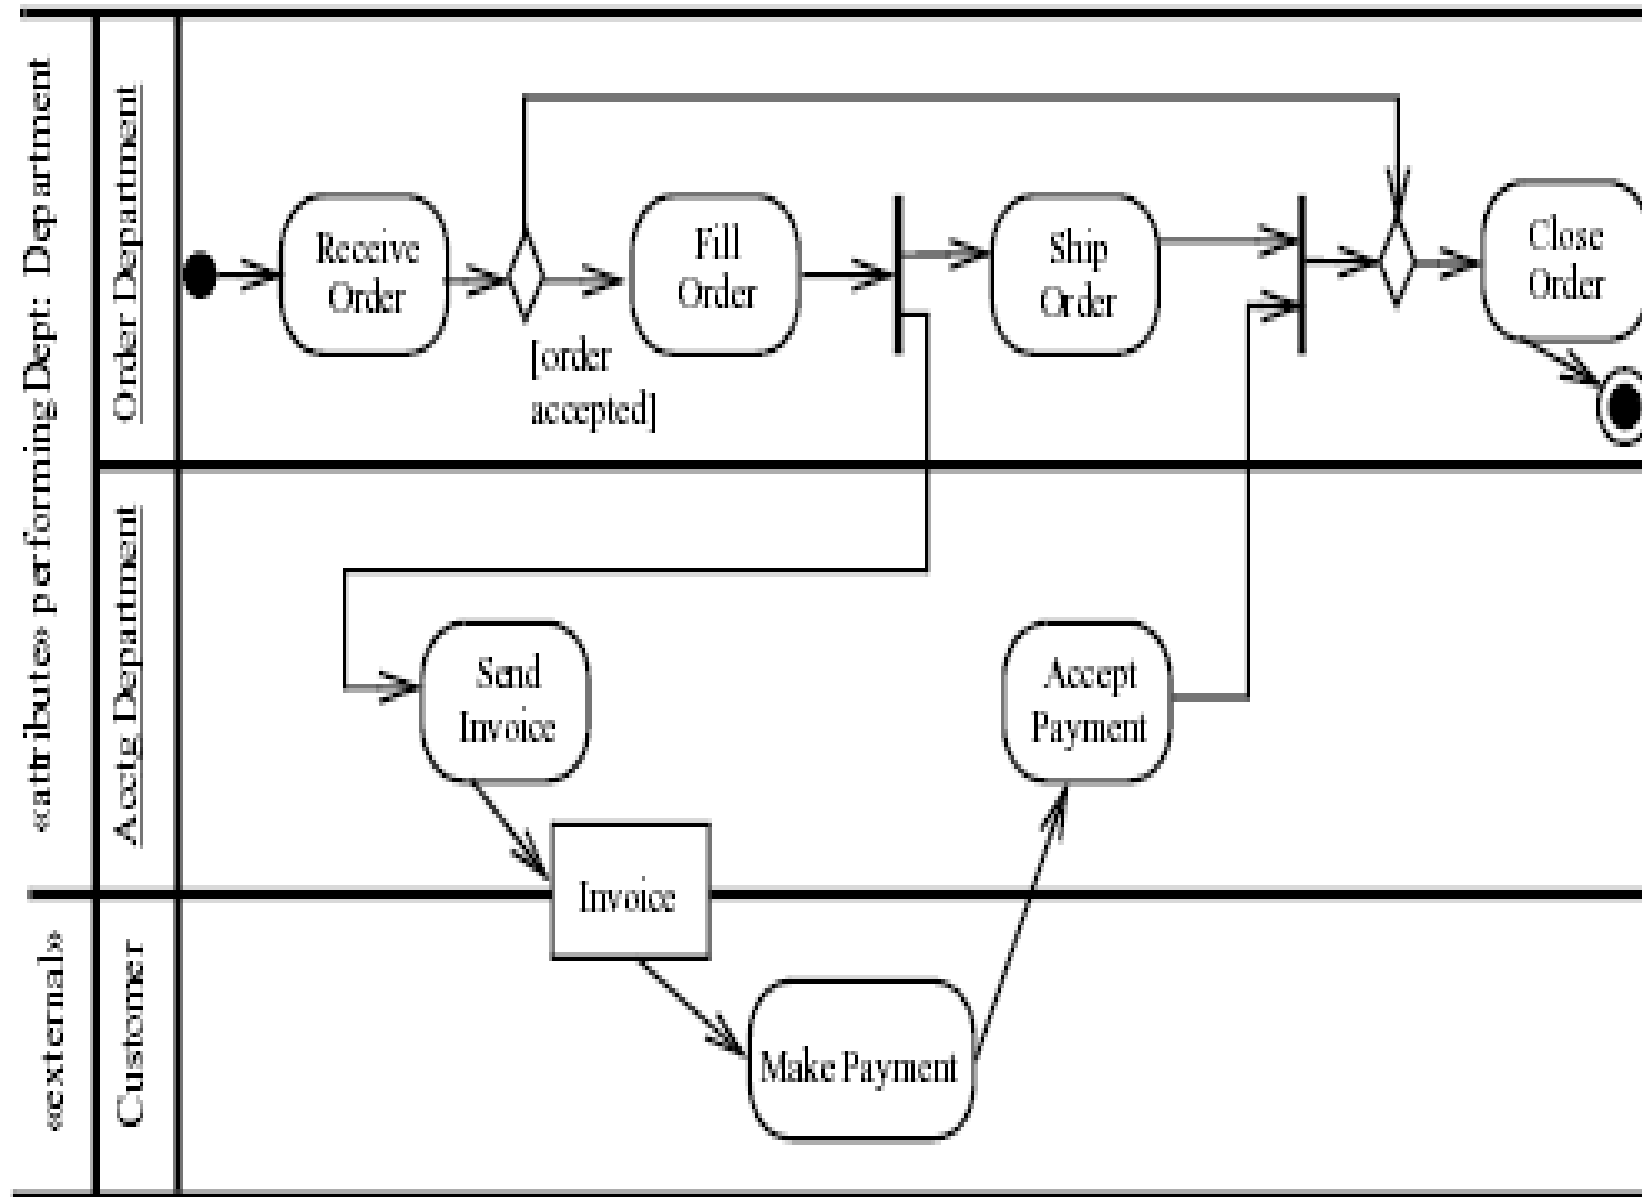 «attribute» performing Dept: Department
Order Department
Receive
Order
[order
accepted]
Fill
Order
Ship
Order
Close
Order
Acctg Department
Send
Invoice
Accept
Payment
Invoice
«external»
Customer
Make Payment